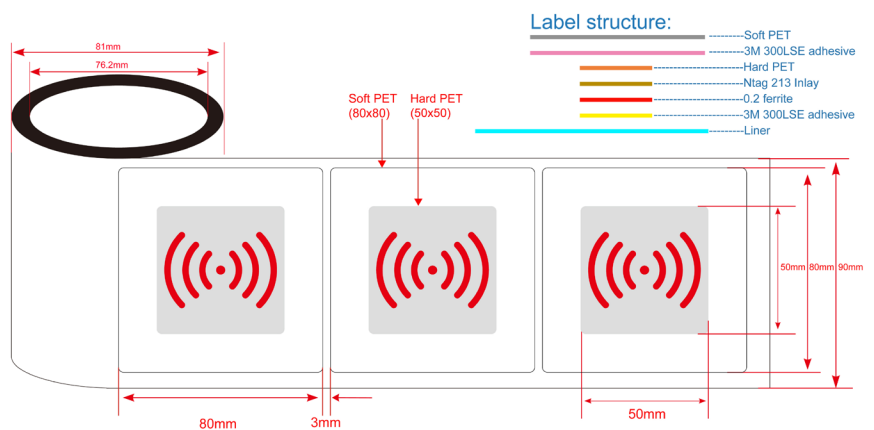 Label structure:
---------Soft PET
---------3M 300LSE adhesive
Hard PET
Ntag 213 Inlay
0.2 ferrite
3M 300LSE adhesive
Liner
81mm
76.2mm
Soft PET
(80x80)
Hard PET
(50x50)
50mm
80mm
90mm
80mm
3mm
50mm